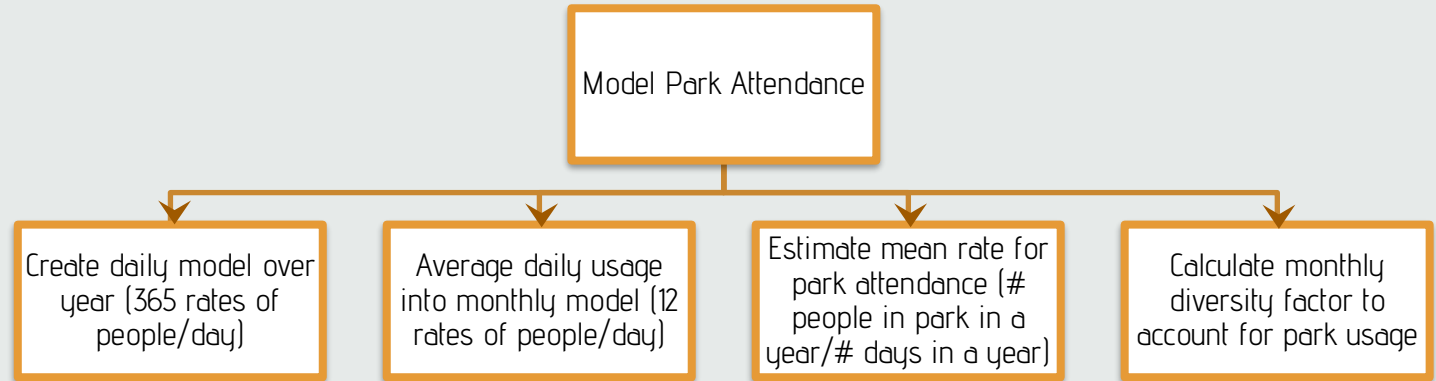 Model Park Attendance
Create daily model over
year (365 rates of
people/day)
Average daily usage
into monthly model (12
rates of people/day)
Estimate mean rate for
park attendance (#
people in park in a
year/# days in a year)
Calculate monthly
diversity factor to
account for park usage